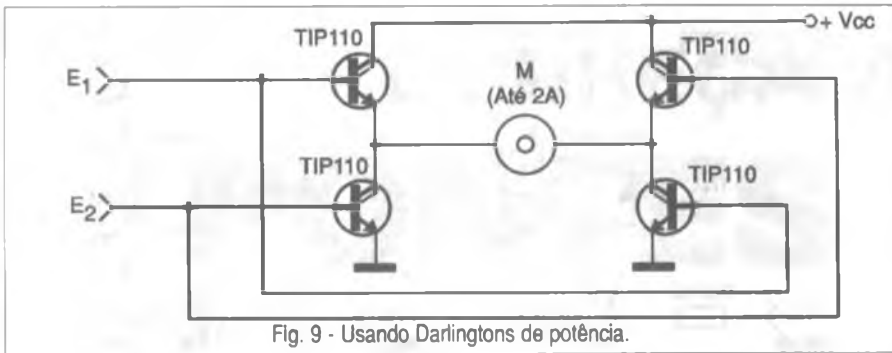 TIP110
+ Vcc
TIP110
E1
M
(Até 2A)
TIP110
TIP110
E2
Fig. 9 - Usando Darlingtons de potência.